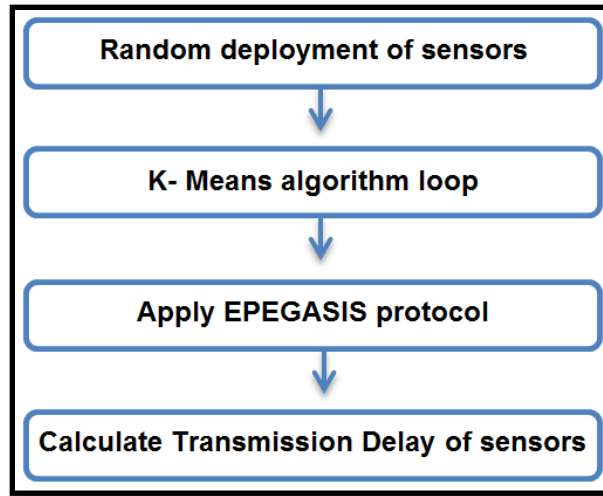 Random deployment of sensors
K- Means algorithm loop
Apply EPEGASIS protocol
Calculate Transmission Delay of sensors